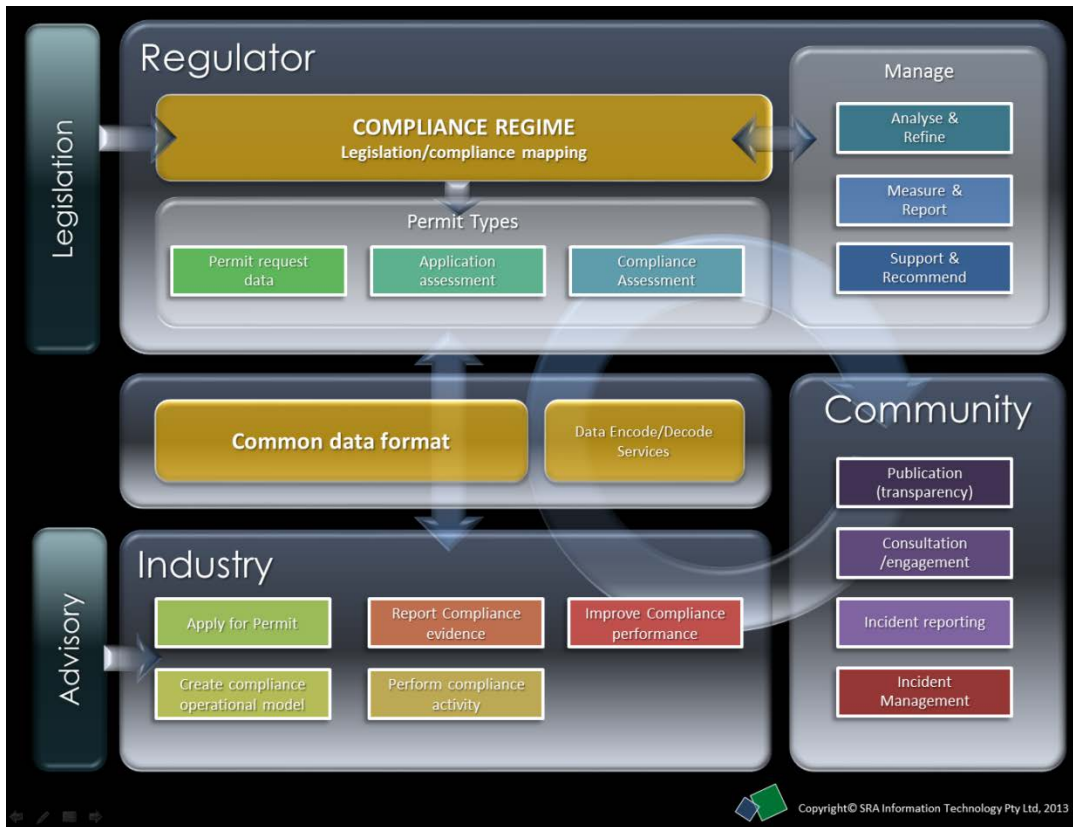 Legislation
Regulator
COMPLIANCE REGIME
Legislation/compliance mapping
Permit Types
Permit request
data
Application
assessment
Compliance
Assessment
Manage
Analyse &
Refine
Measure &
Report
Support &
Recommend
Common data format
Data Encode/Decode
Services
Community
Publication
(transparency)
Consultation
/engagement
Incident reporting
Incident
Management
Advisory
Industry
Apply for Permit
Report Compliance
evidence
Improve Compliance
performance
Create compliance
operational model
Perform compliance
activity
Copyright© SRA Information Technology Pty Ltd, 2013